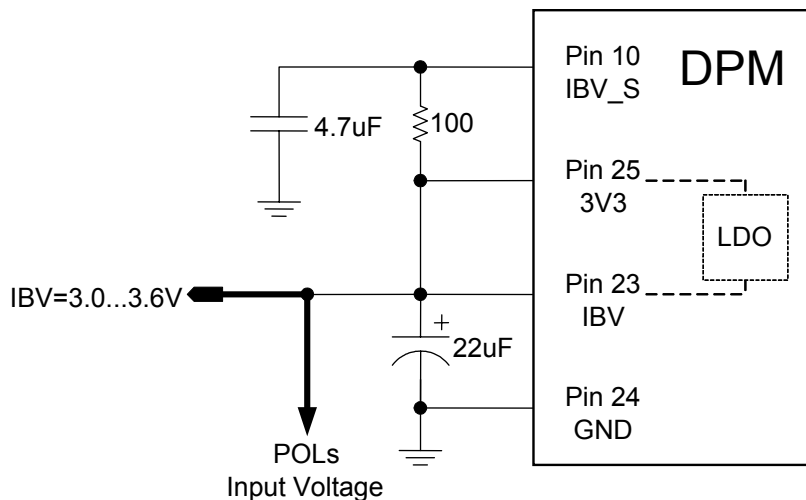 Pin 10
IBV_S
DPM
4.7uF
100
Pin 25
3V3
LDO
IBV=3.0...3.6V
Pin 23
IBV
+
22uF
Pin 24
GND
POLs
Input Voltage